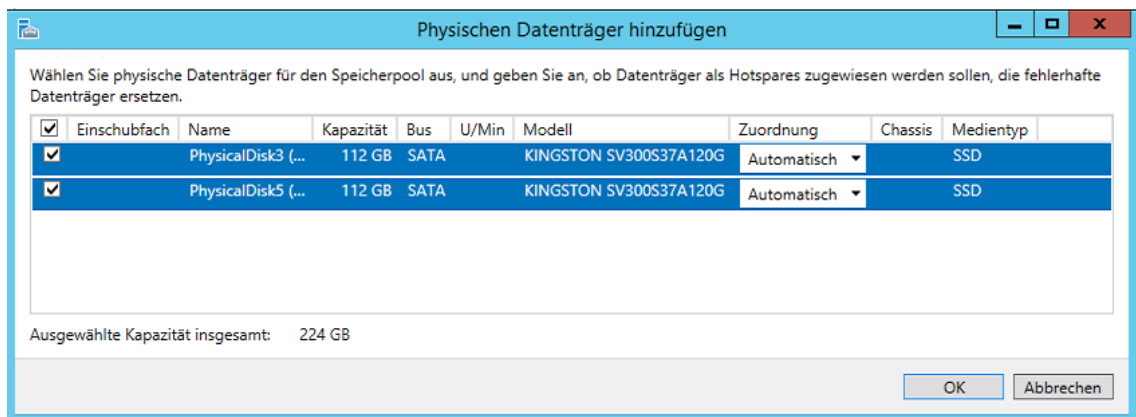 Physischen Datenträger hinzufügen
Wählen Sie physische Datenträger für den Speicherpool aus, und geben Sie an, ob Datenträger als Hotspares zugewiesen werden sollen, die fehlerhafte
Datenträger ersetzen.
Einschubfach Name Kapazität Bus U/Min Modell Zuordnung Chassis Medientyp
PhysicalDisk3 (... 112 GB SATA KINGSTON SV300S37A120G Automatisch SSD
PhysicalDisk5 (... 112 GB SATA KINGSTON SV300S37A120G Automatisch SSD
Ausgewählte Kapazität insgesamt: 224 GB
OK Abbrechen